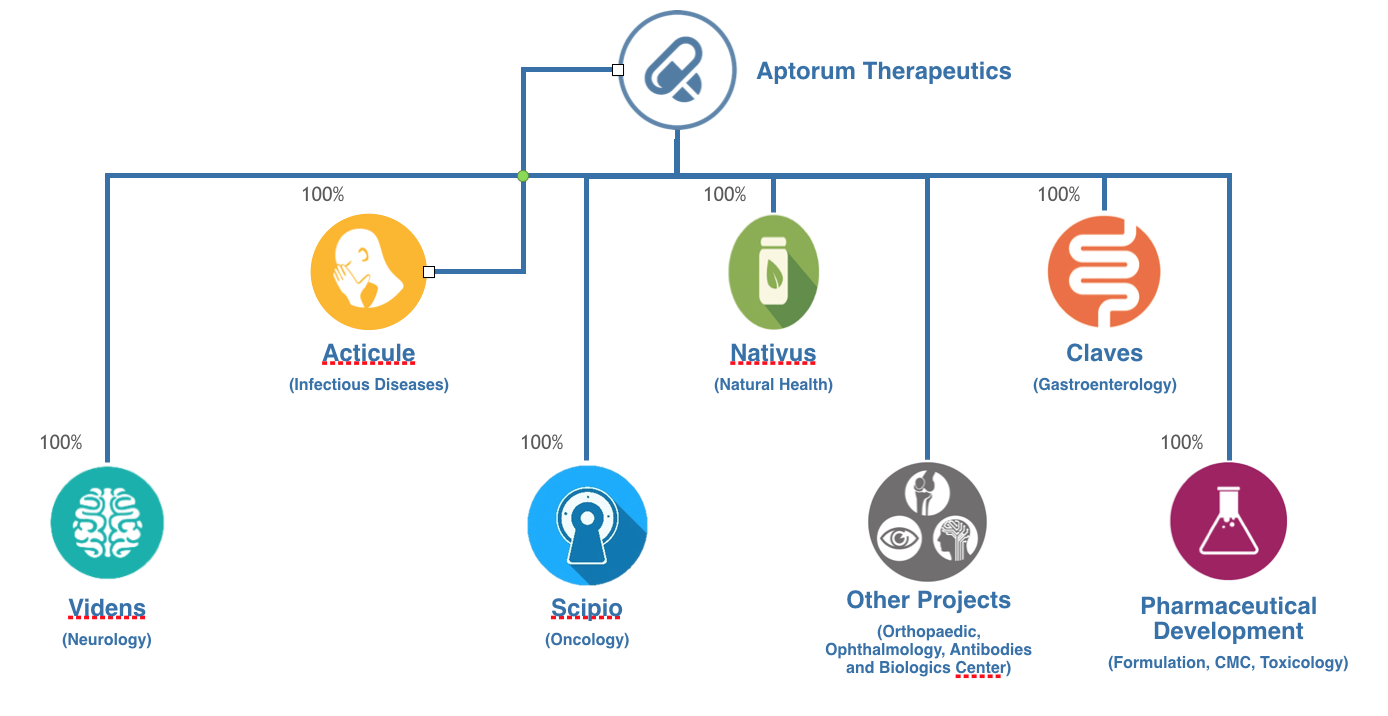 Aptorum Therapeutics
100%
100%
100%
Acticule
(Infectious Diseases)
Nativus
(Natural Health)
Claves
(Gastroenterology)
100%
100%
100%
Videns
(Neurology)
Scipio
(Oncology)
Other Projects
(Orthopaedic,
Ophthalmology, Antibodies
and Biologics Center)
Pharmaceutical
Development
(Formulation, CMC, Toxicology)